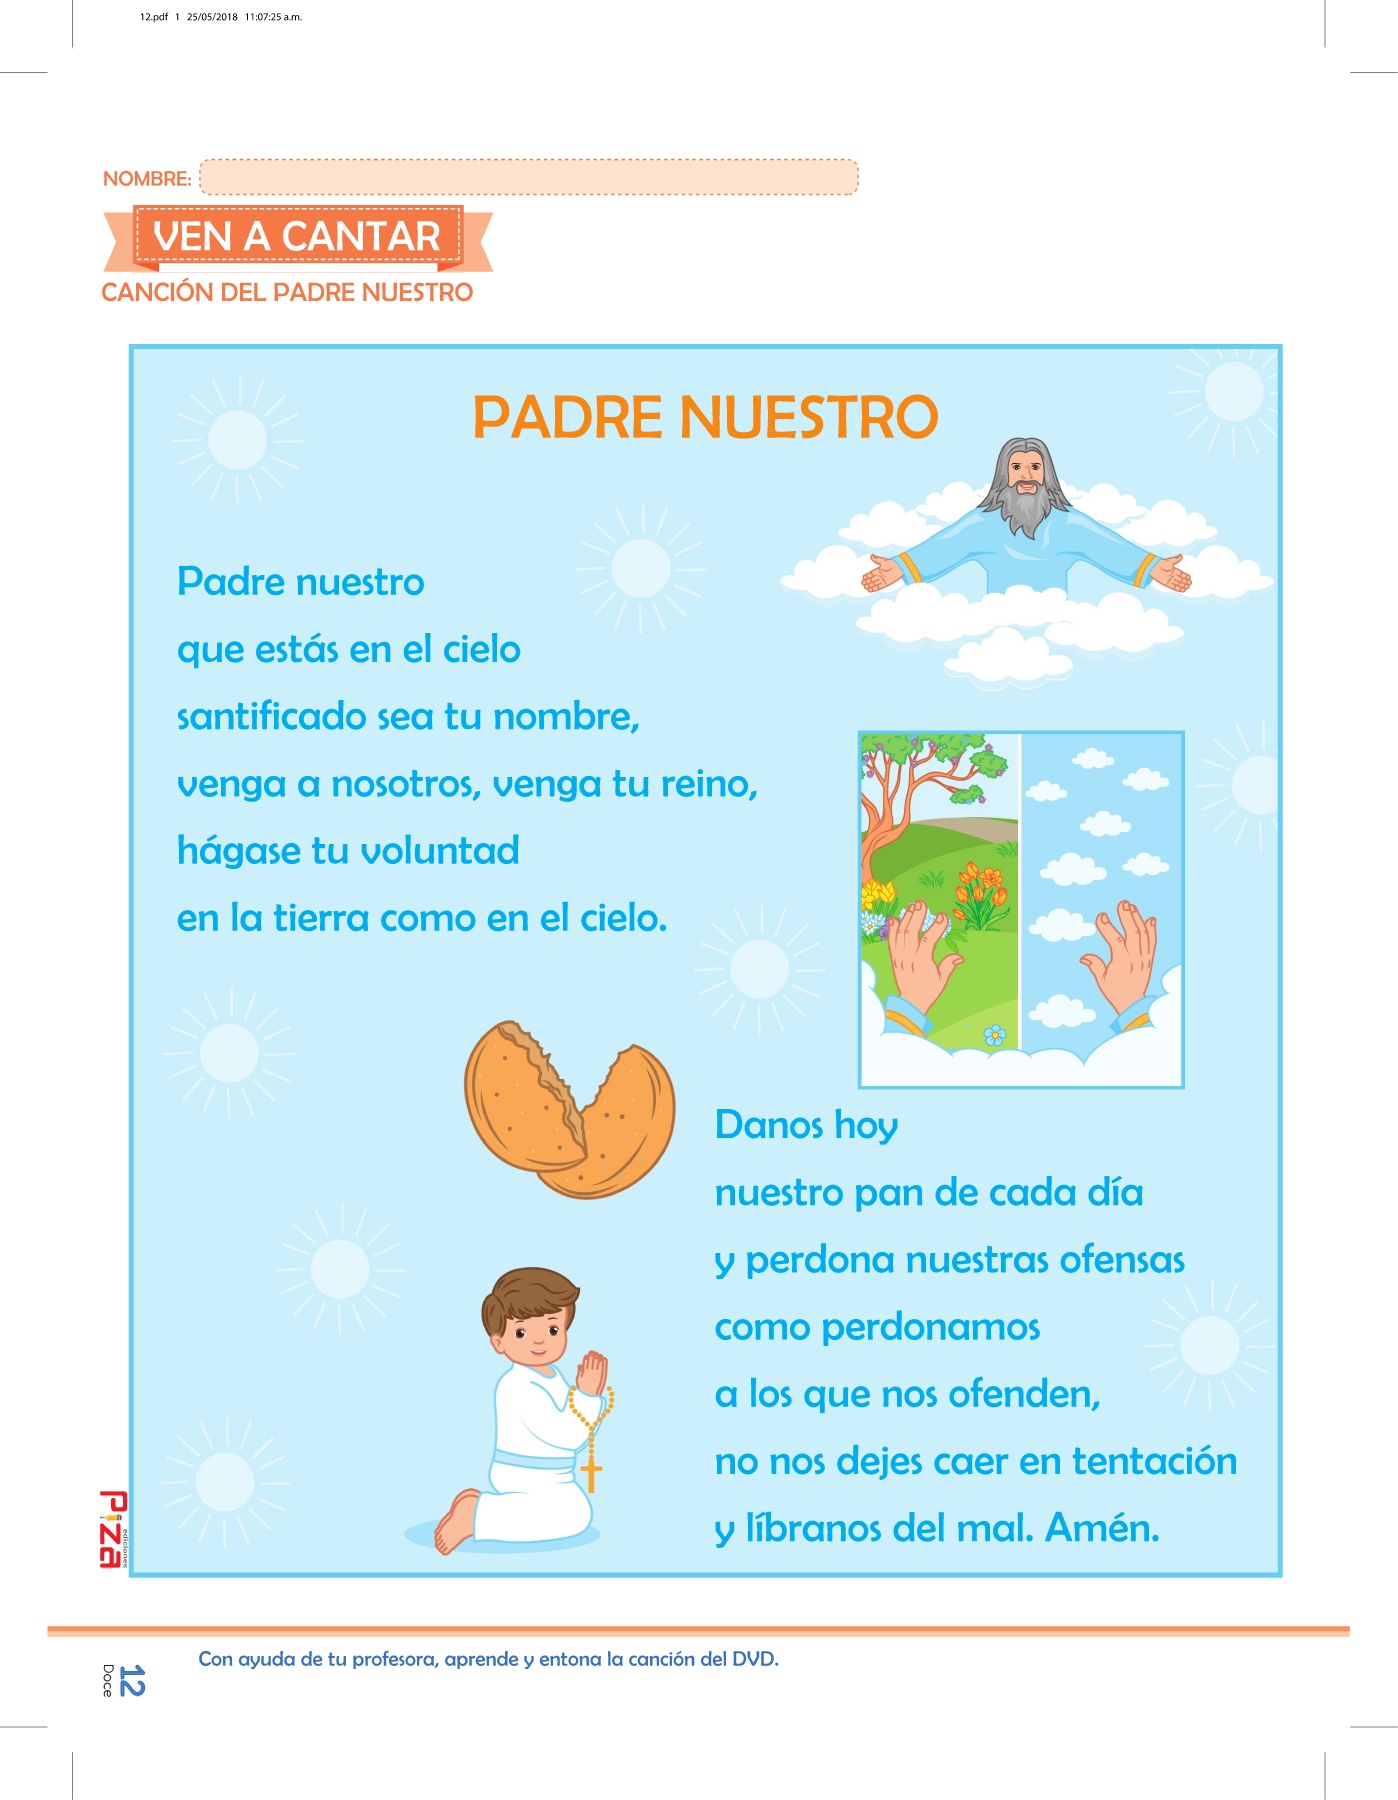 12.pdf 1 25/05/2018 11:07:25 a.m.
NOMBRE:
VEN A CANTAR
CANCIÓN DEL PADRE NUESTRO
PADRE NUESTRO
Padre nuestro
que estás en el cielo
santificado sea tu nombre,
venga a nosotros, venga tu reino,
hágase tu voluntad
en la tierra como en el cielo.
Danos hoy
nuestro pan de cada día
y perdona nuestras ofensas
como perdonamos
a los que nos ofenden,
no nos dejes caer en tentación
y líbranos del mal. Amén.
Piza
ediciones
Con ayuda de tu profesora, aprende y entona la canción del DVD.
12
Doce